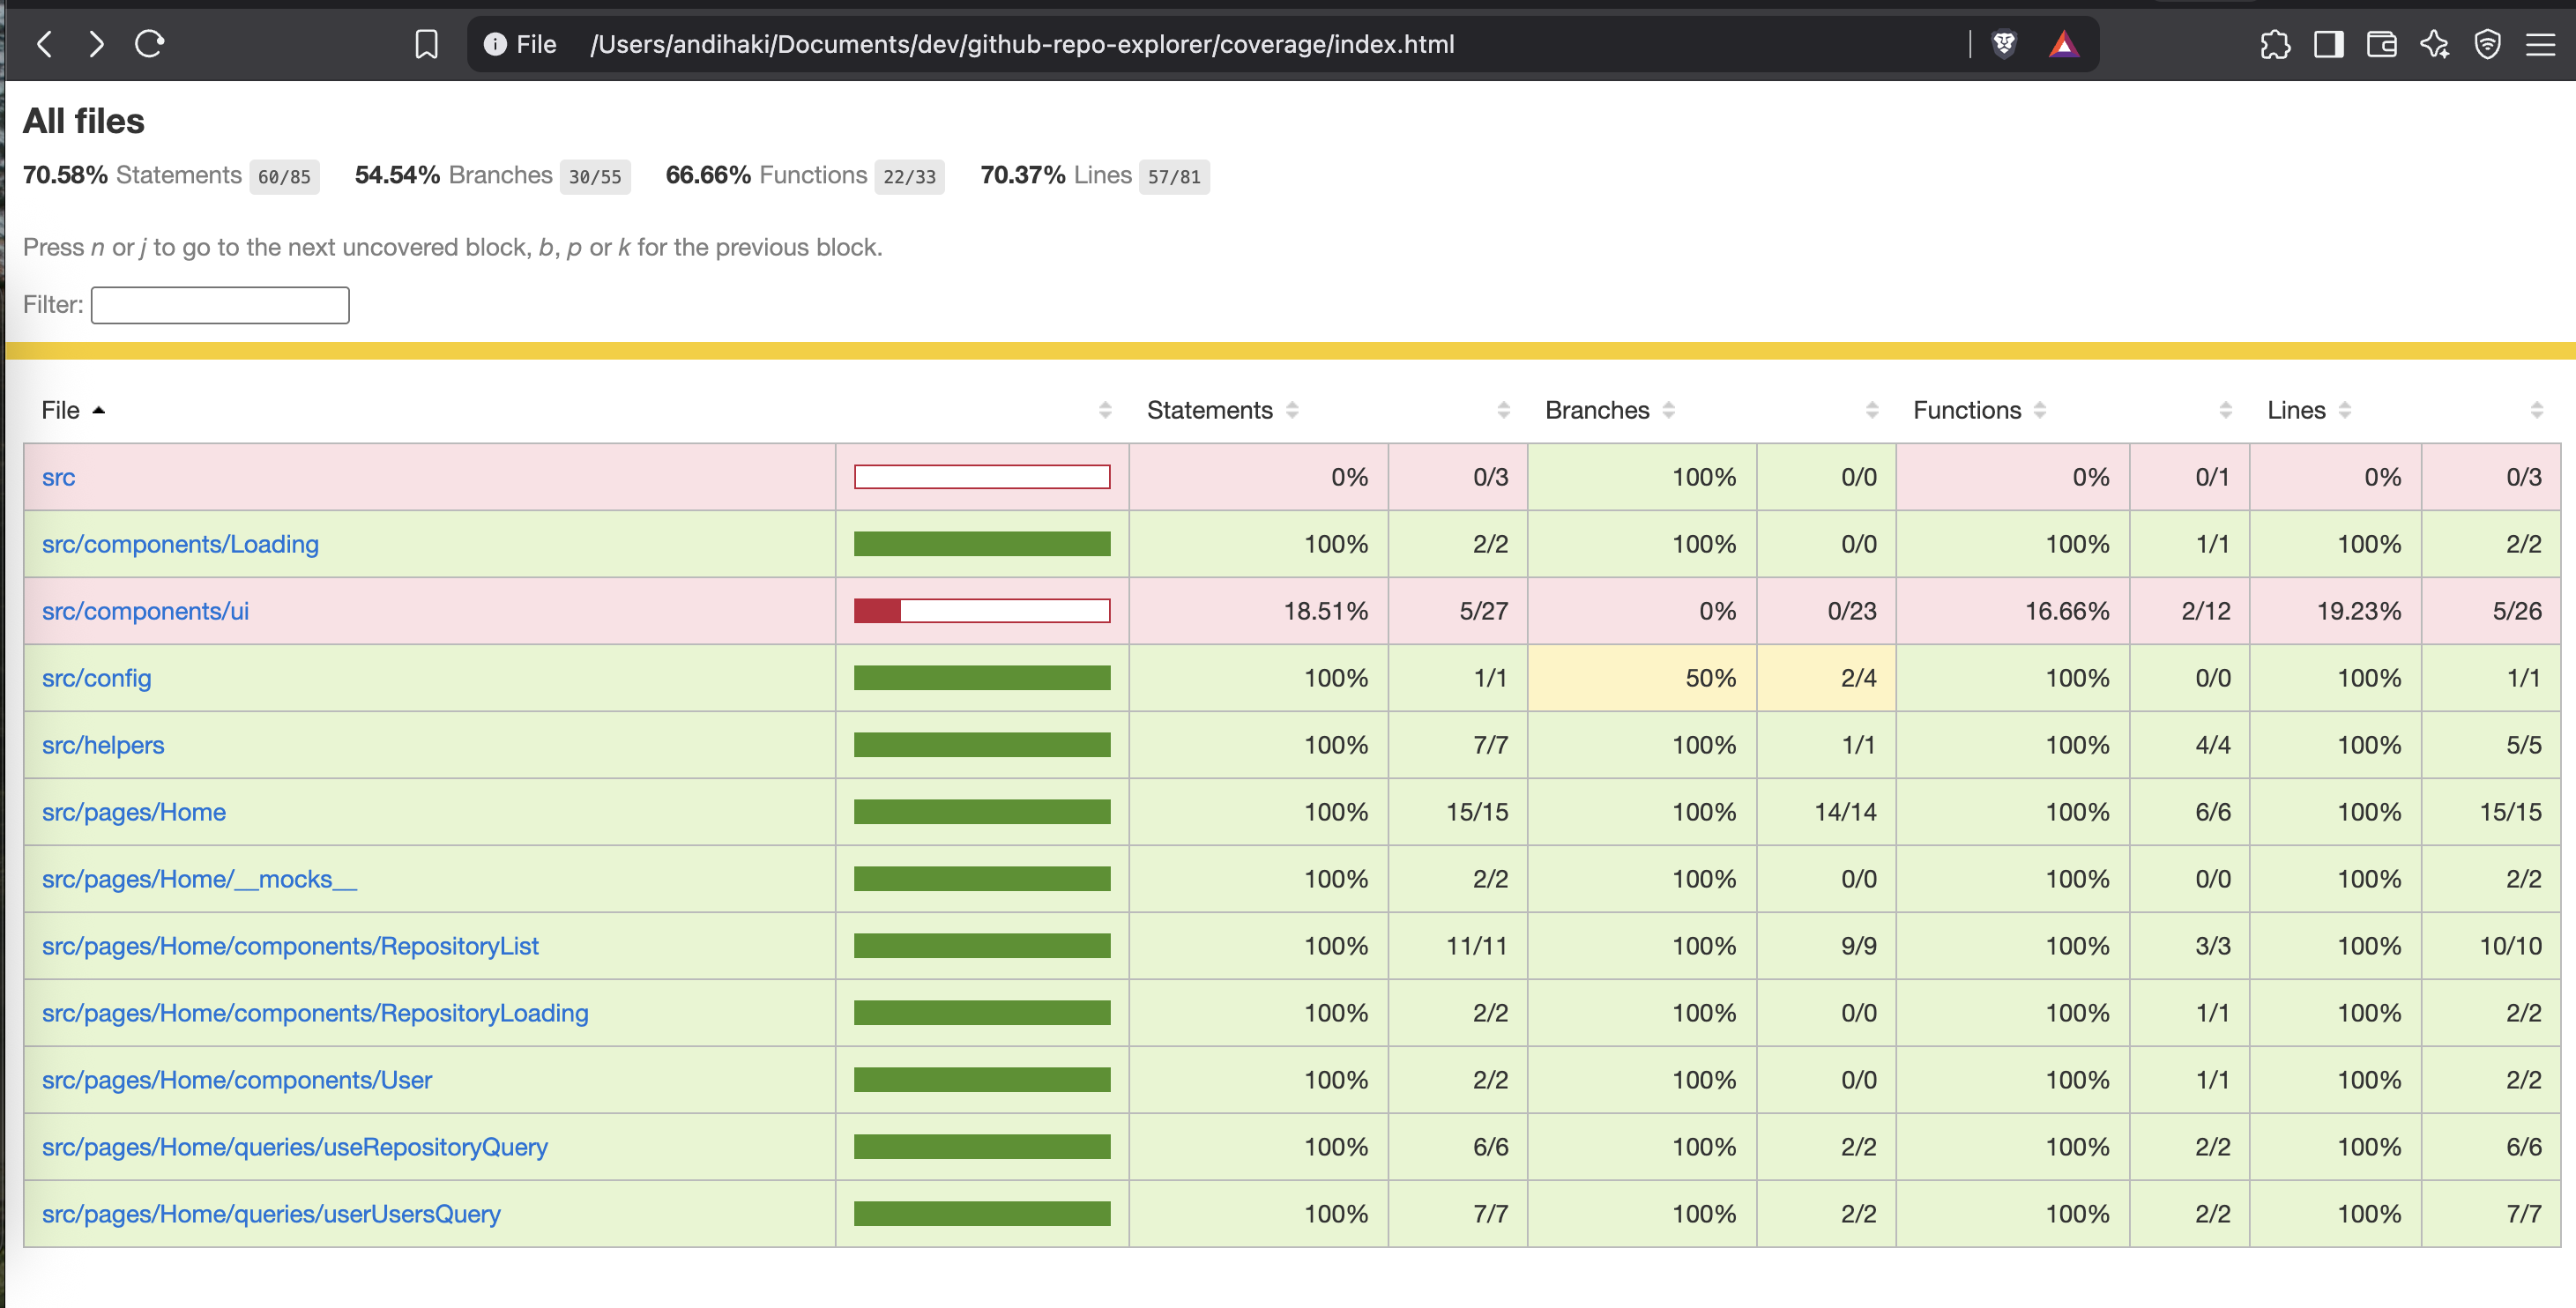 File /Users/andihaki/Documents/dev/github-repo-explorer/coverage/index.html
All files
70.58% Statements 60/85 54.54% Branches 30/55 66.66% Functions 22/33 70.37% Lines 57/81
Press n or j to go to the next uncovered block, b, p or k for the previous block.
Filter:
File Statements Branches Functions Lines
src 0% 0/3 100% 0/0 0% 0/1 0% 0/3
src/components/Loading 100% 2/2 100% 0/0 100% 1/1 100% 2/2
src/components/ui 18.51% 5/27 0% 0/23 16.66% 2/12 19.23% 5/26
src/config 100% 1/1 50% 2/4 100% 0/0 100% 1/1
src/helpers 100% 7/7 100% 1/1 100% 4/4 100% 5/5
src/pages/Home 100% 15/15 100% 14/14 100% 6/6 100% 15/15
src/pages/Home/__mocks__ 100% 2/2 100% 0/0 100% 0/0 100% 2/2
src/pages/Home/components/RepositoryList 100% 11/11 100% 9/9 100% 3/3 100% 10/10
src/pages/Home/components/RepositoryLoading 100% 2/2 100% 0/0 100% 1/1 100% 2/2
src/pages/Home/components/User 100% 2/2 100% 0/0 100% 1/1 100% 2/2
src/pages/Home/queries/useRepositoryQuery 100% 6/6 100% 2/2 100% 2/2 100% 6/6
src/pages/Home/queries/userUsersQuery 100% 7/7 100% 2/2 100% 2/2 100% 7/7